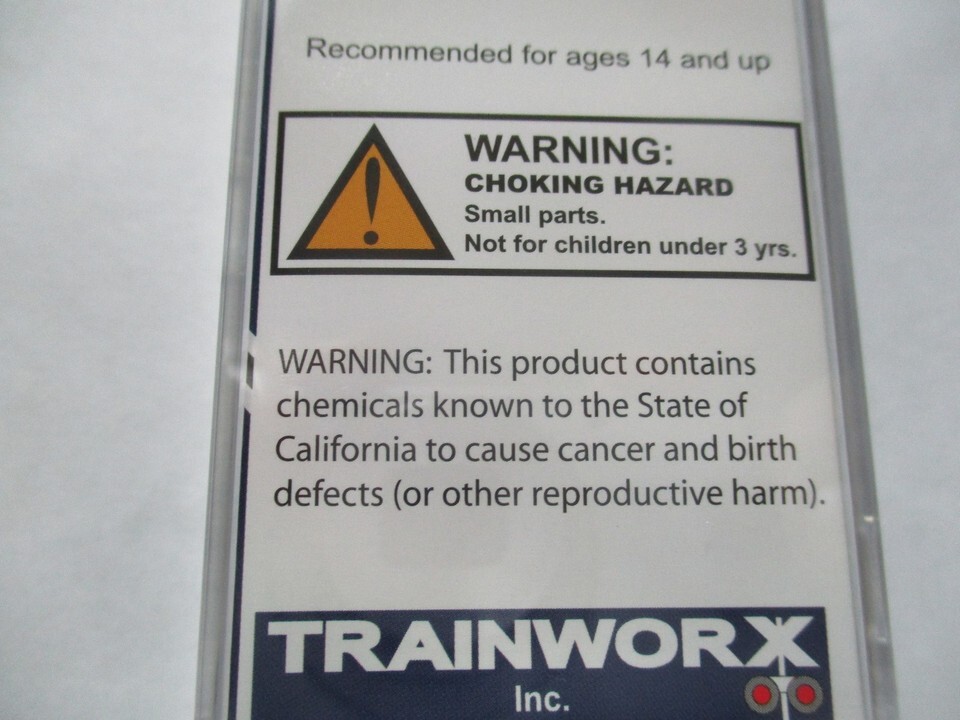 Recommended for ages 14 and up
WARNING:
CHOKING HAZARD
Small parts.
Not for children under 3 yrs.
WARNING: This product contains
chemicals known to the State of
California to cause cancer and birth
defects (or other reproductive harm).
TRAINWORX
Inc.